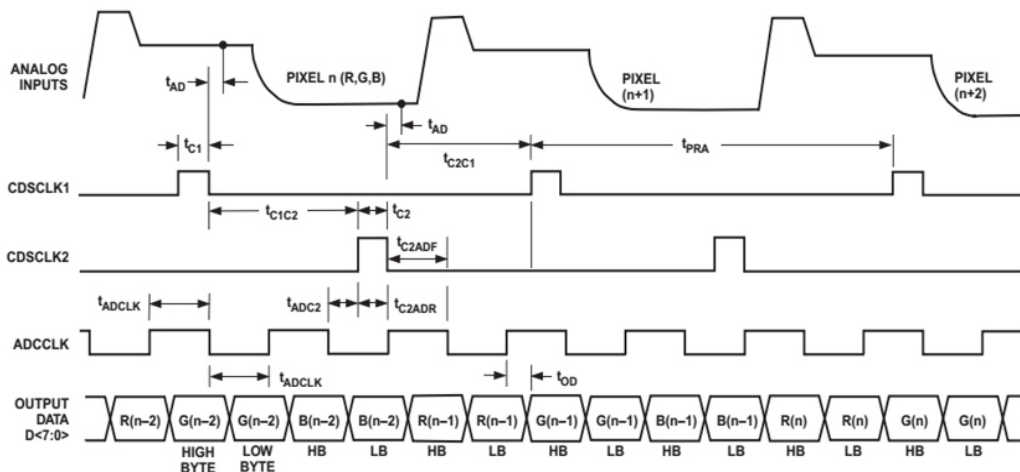 ANALOG
INPUTS
tAD
PIXEL n (R,G,B)
tAD
PIXEL
(n+1)
PIXEL
(n+2)
tC1
tC2C1
tPRA
CDSCLK1
tC1C2
tC2
CDSCLK2
tC2ADF
tADCLK
tADC2
tC2ADR
ADCCLK
tADCLK
tOD
OUTPUT
DATA
D<7:0>
R(n–2) G(n–2) G(n–2) B(n–2) B(n–2) R(n–1) R(n–1) G(n–1) G(n–1) B(n–1) B(n–1) R(n) R(n) G(n) G(n)
HIGH
BYTE
LOW
BYTE
HB LB HB LB HB LB HB LB HB LB HB LB